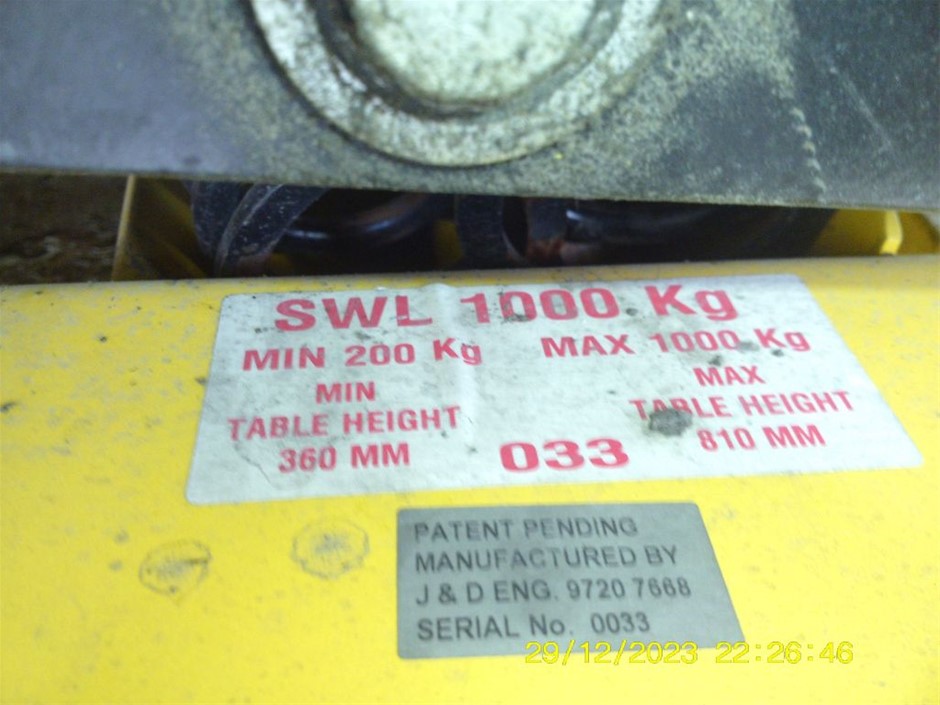 SWL 1000 Kg
MIN 200 Kg
MAX 1000 Kg
MIN
TABLE HEIGHT
360 MM
MAX
TABLE HEIGHT
810 MM
033
PATENT PENDING
MANUFACTURED BY
J & D ENG. 9720 7668
SERIAL No. 0033
29/12/2023 22:26:46